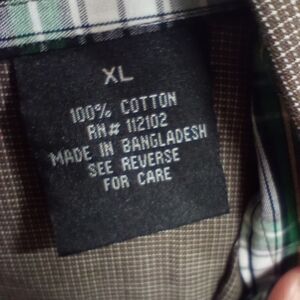 XL
100% COTTON
RN# 112102
MADE IN BANGLADESH
SEE REVERSE
FOR CARE